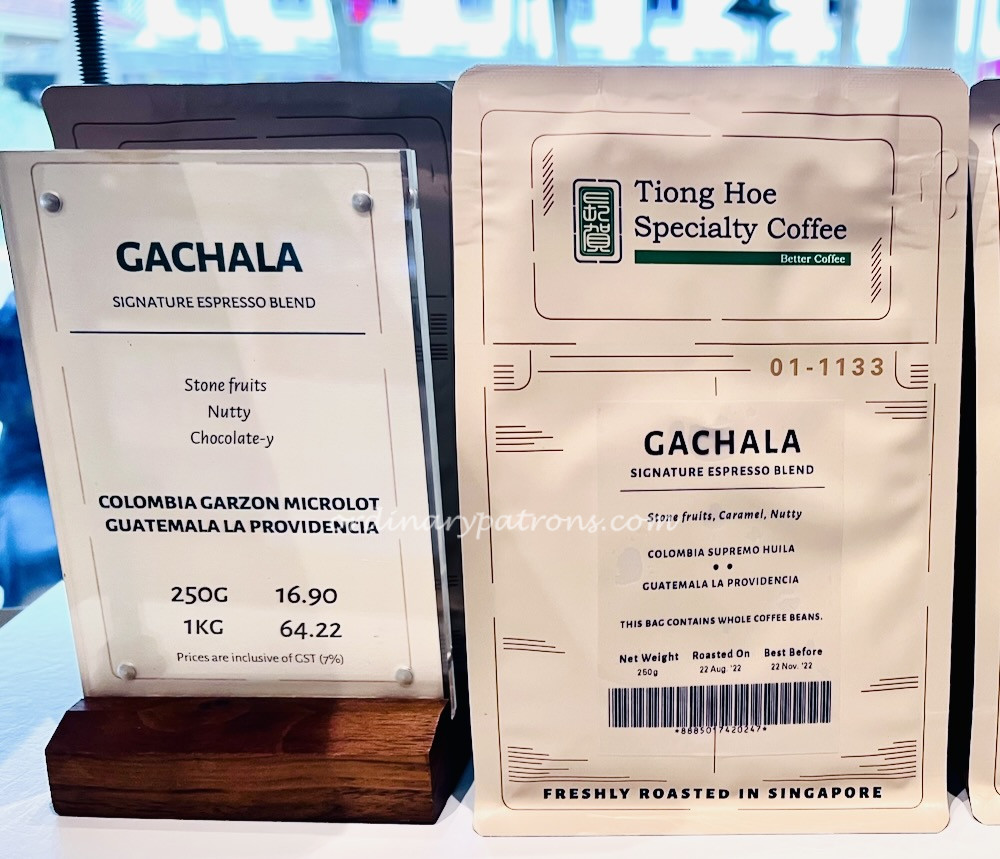 GACHALA
SIGNATURE ESPRESSO BLEND
Stone fruits
Nutty
Chocolate-y
COLOMBIA GARZON MICROLOT
GUATEMALA LA PROVIDENCIA
250G 16.90
1KG 64.22
Prices are inclusive of GST (7%)
Tiong Hoe
Specialty Coffee
Better Coffee
01-1133
GACHALA
SIGNATURE ESPRESSO BLEND
Stone fruits, Caramel, Nutty
ordinarypatrons.com
COLOMBIA SUPREMO HUILA
GUATEMALA LA PROVIDENCIA
THIS BAG CONTAINS WHOLE COFFEE BEANS.
Net Weight Roasted On Best Before
250g 22 Aug. '22 22 Nov. '22
*8885017420247*
FRESHLY ROASTED IN SINGAPORE